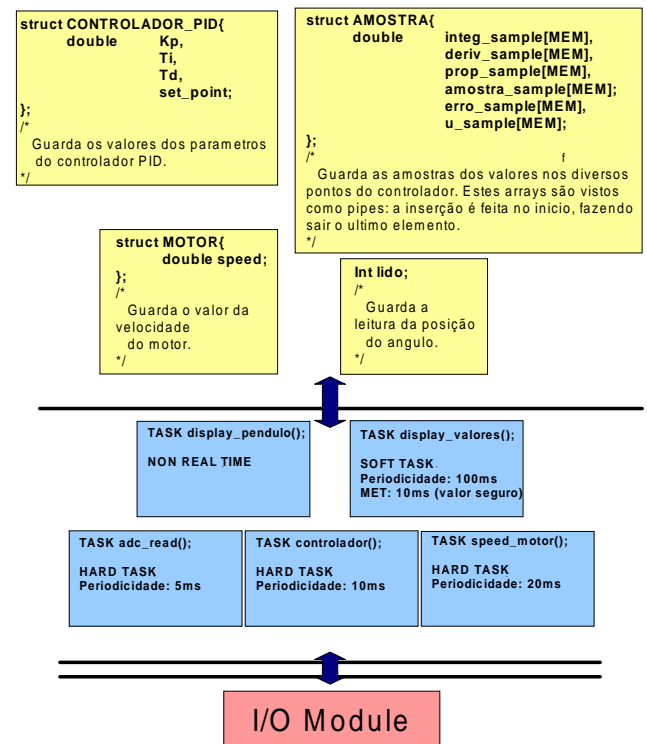 struct CONTROLADOR_PID{
double Kp,
Ti,
Td,
set_point;
};
/*
Guarda os valores dos parametros
do controlador PID.
*/
struct AMOSTRA{
double integ_sample[MEM],
deriv_sample[MEM],
prop_sample[MEM],
amostra_sample[MEM];
erro_sample[MEM],
u_sample[MEM];
};
/* f
Guarda as amostras dos valores nos diversos
pontos do controlador. Estes arrays são vistos
como pipes: a inserção é feita no inicio, fazendo
sair o ultimo elemento.
*/
struct MOTOR{
double speed;
};
/*
Guarda o valor da
velocidade
do motor.
*/
Int lido;
/*
Guarda a
leitura da posição
do angulo.
*/
TASK display_pendulo();
NON REAL TIME
TASK display_valores();
SOFT TASK
Periodicidade: 100ms
MET: 10ms (valor seguro)
TASK adc_read();
HARD TASK
Periodicidade: 5ms
TASK controlador();
HARD TASK
Periodicidade: 10ms
TASK speed_motor();
HARD TASK
Periodicidade: 20ms
I/O Module